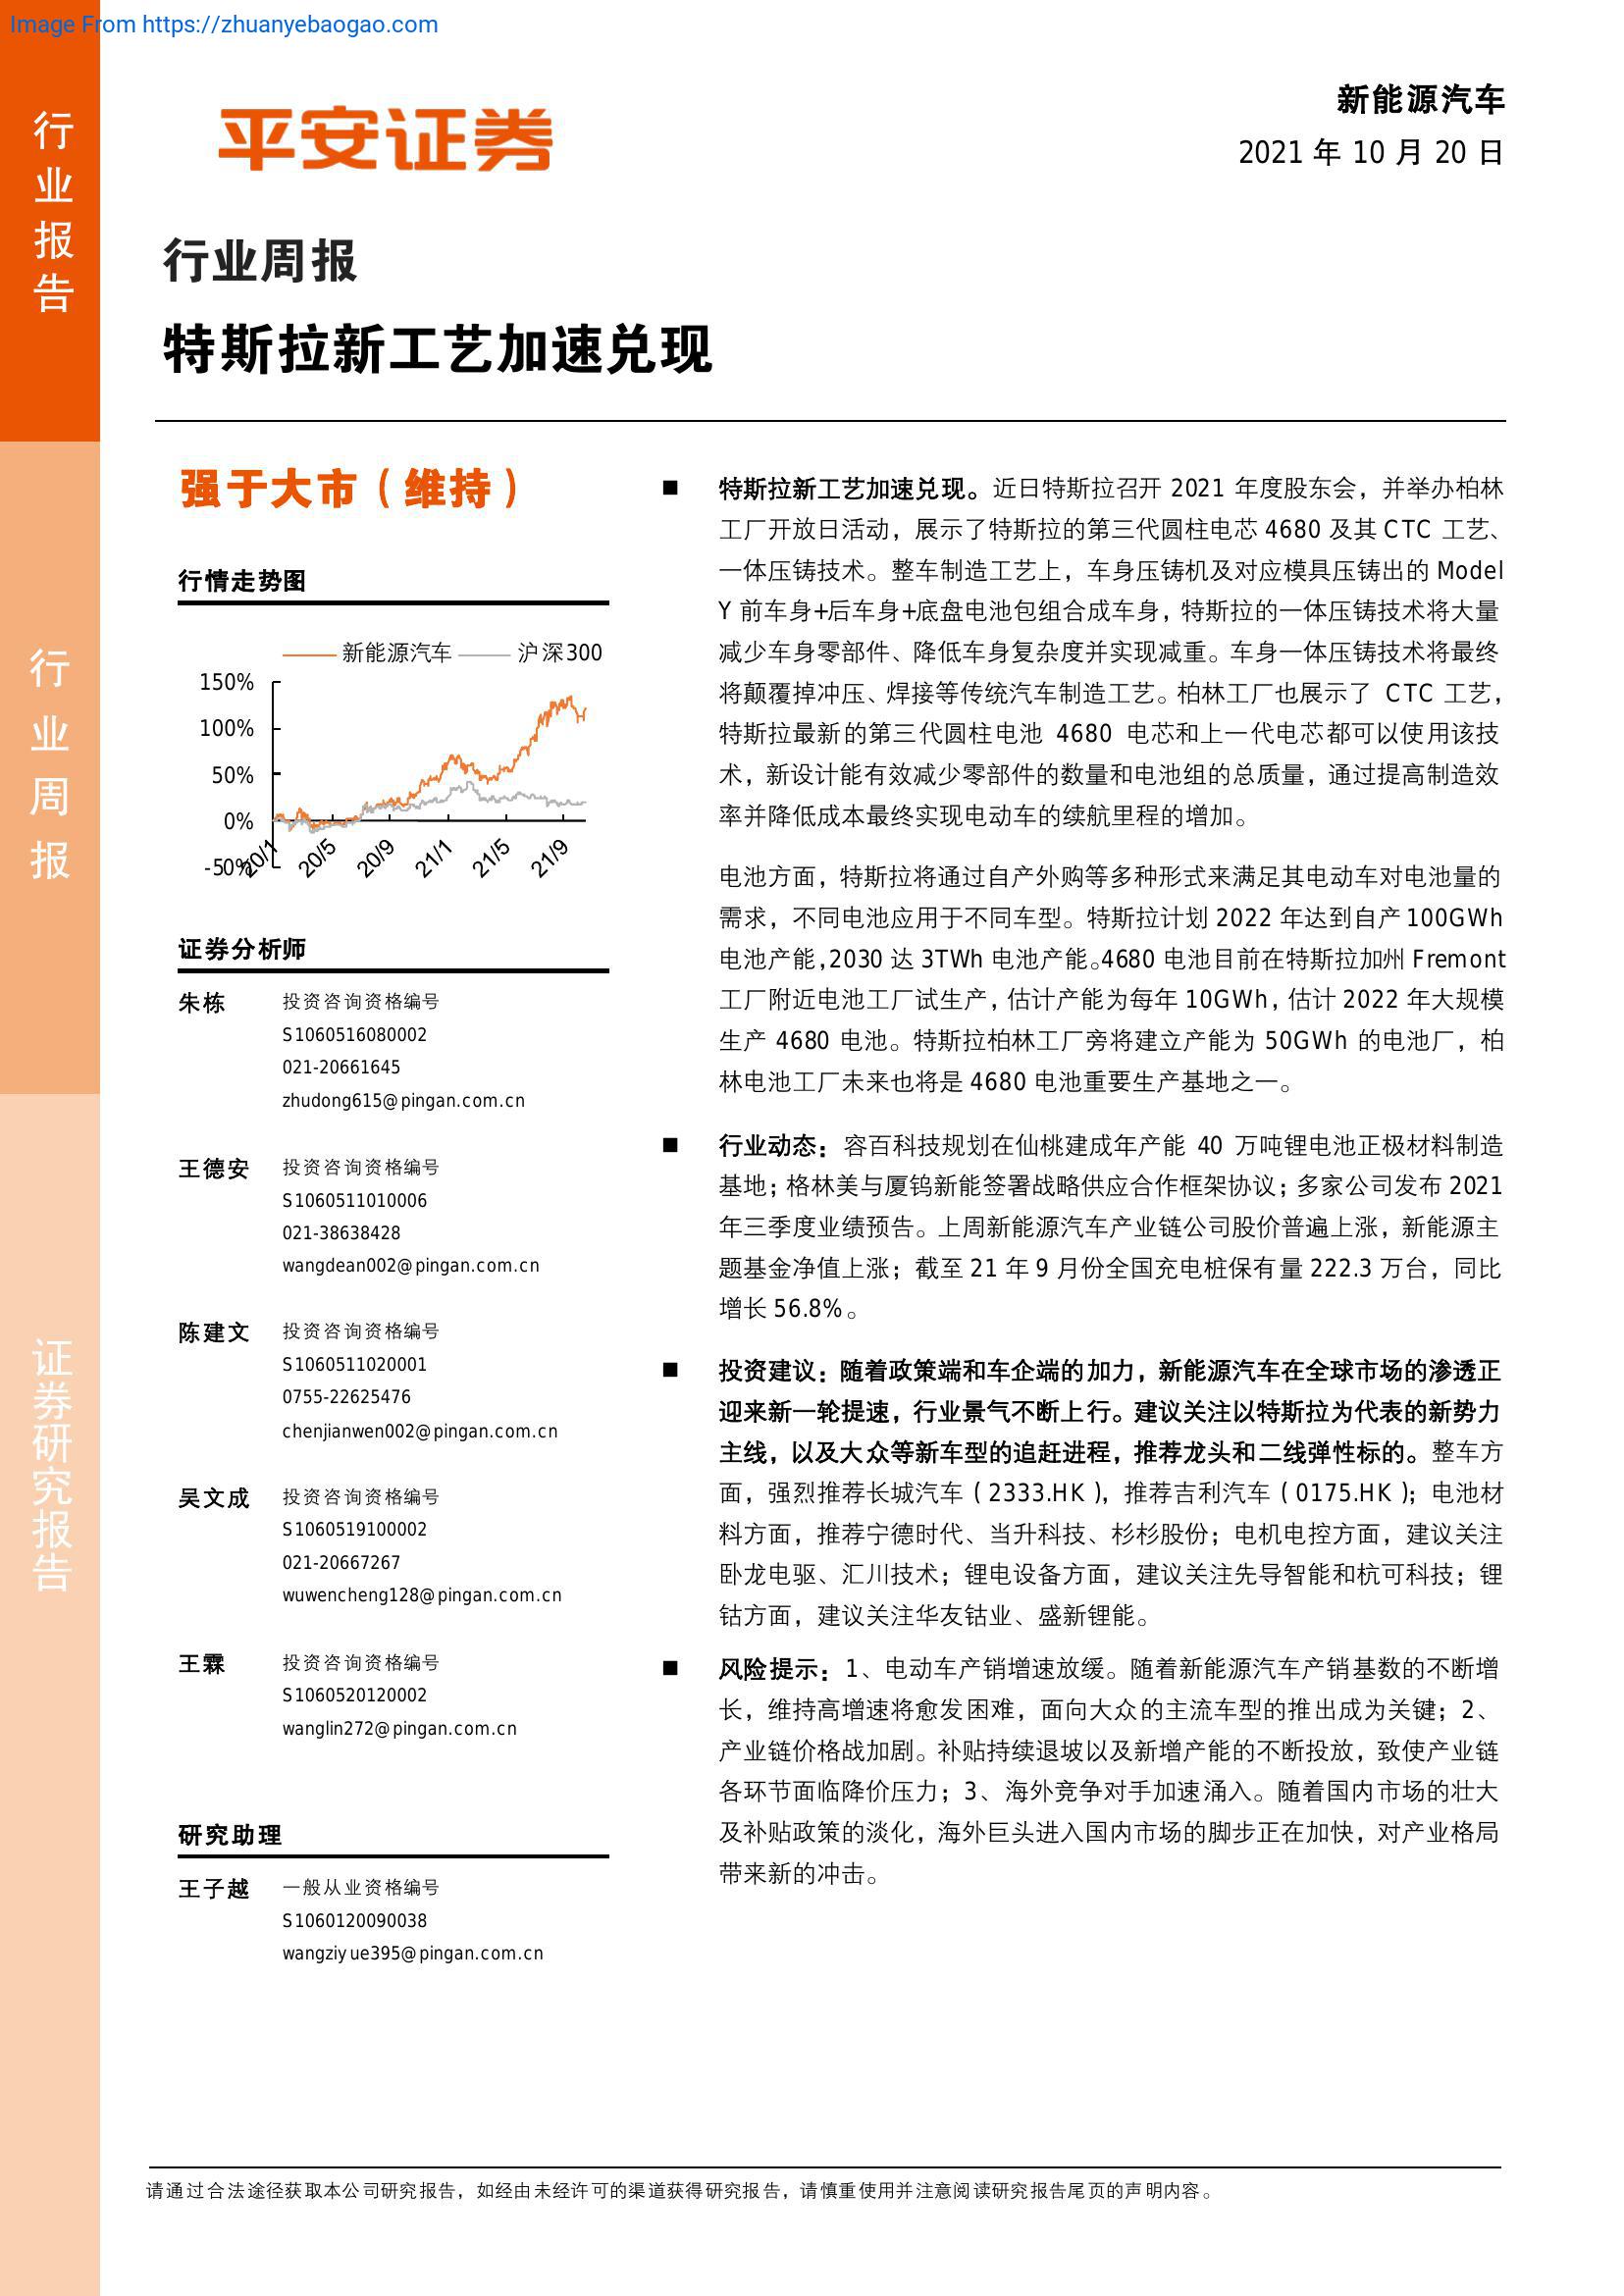 Image From https://zhuanyebaogao.com
行业报告
行业周报
证券研究报告
平安证券
新能源汽车
2021 年 10 月 20 日
行业周报
特斯拉新工艺加速兑现
强于大市（维持）
行情走势图
新能源汽车 沪深300
150%
100%
50%
0%
-50%
20/1 20/5 20/9 21/1 21/5 21/9
证券分析师
朱栋 投资咨询资格编号
S1060516080002
021-20661645
zhudong615@pingan.com.cn
王德安 投资咨询资格编号
S1060511010006
021-38638428
wangdean002@pingan.com.cn
陈建文 投资咨询资格编号
S1060511020001
0755-22625476
chenjianwen002@pingan.com.cn
吴文成 投资咨询资格编号
S1060519100002
021-20667267
wuwencheng128@pingan.com.cn
王霖 投资咨询资格编号
S1060520120002
wanglin272@pingan.com.cn
研究助理
王子越 一般从业资格编号
S1060120090038
wangziyue395@pingan.com.cn
■ 特斯拉新工艺加速兑现。近日特斯拉召开 2021 年度股东会，并举办柏林
工厂开放日活动，展示了特斯拉的第三代圆柱电芯 4680 及其 CTC 工艺、
一体压铸技术。整车制造工艺上，车身压铸机及对应模具压铸出的 Model
Y 前车身+后车身+底盘电池包组合成车身，特斯拉的一体压铸技术将大量
减少车身零部件、降低车身复杂度并实现减重。车身一体压铸技术将最终
将颠覆掉冲压、焊接等传统汽车制造工艺。柏林工厂也展示了 CTC 工艺，
特斯拉最新的第三代圆柱电池 4680 电芯和上一代电芯都可以使用该技
术，新设计能有效减少零部件的数量和电池组的总质量，通过提高制造效
率并降低成本最终实现电动车的续航里程的增加。
电池方面，特斯拉将通过自产外购等多种形式来满足其电动车对电池量的
需求，不同电池应用于不同车型。特斯拉计划 2022 年达到自产 100GWh
电池产能，2030 达 3TWh 电池产能。4680 电池目前在特斯拉加州 Fremont
工厂附近电池工厂试生产，估计产能为每年 10GWh，估计 2022 年大规模
生产 4680 电池。特斯拉柏林工厂旁将建立产能为 50GWh 的电池厂，柏
林电池工厂未来也将是 4680 电池重要生产基地之一。
■ 行业动态：容百科技规划在仙桃建成年产能 40 万吨锂电池正极材料制造
基地；格林美与厦钨新能签署战略供应合作框架协议；多家公司发布 2021
年三季度业绩预告。上周新能源汽车产业链公司股价普遍上涨，新能源主
题基金净值上涨；截至 21 年 9 月份全国充电桩保有量 222.3 万台，同比
增长 56.8%。
■ 投资建议：随着政策端和车企端的加力，新能源汽车在全球市场的渗透正
迎来新一轮提速，行业景气不断上行。建议关注以特斯拉为代表的新势力
主线，以及大众等新车型的追赶进程，推荐龙头和二线弹性标的。整车方
面，强烈推荐长城汽车（2333.HK），推荐吉利汽车（0175.HK）；电池材
料方面，推荐宁德时代、当升科技、杉杉股份；电机电控方面，建议关注
卧龙电驱、汇川技术；锂电设备方面，建议关注先导智能和杭可科技；锂
钴方面，建议关注华友钴业、盛新锂能。
■ 风险提示：1、电动车产销增速放缓。随着新能源汽车产销基数的不断增
长，维持高增速将愈发困难，面向大众的主流车型的推出成为关键；2、
产业链价格战加剧。补贴持续退坡以及新增产能的不断投放，致使产业链
各环节面临降价压力；3、海外竞争对手加速涌入。随着国内市场的壮大
及补贴政策的淡化，海外巨头进入国内市场的脚步正在加快，对产业格局
带来新的冲击。
请通过合法途径获取本公司研究报告，如经由未经许可的渠道获得研究报告，请慎重使用并注意阅读研究报告尾页的声明内容。